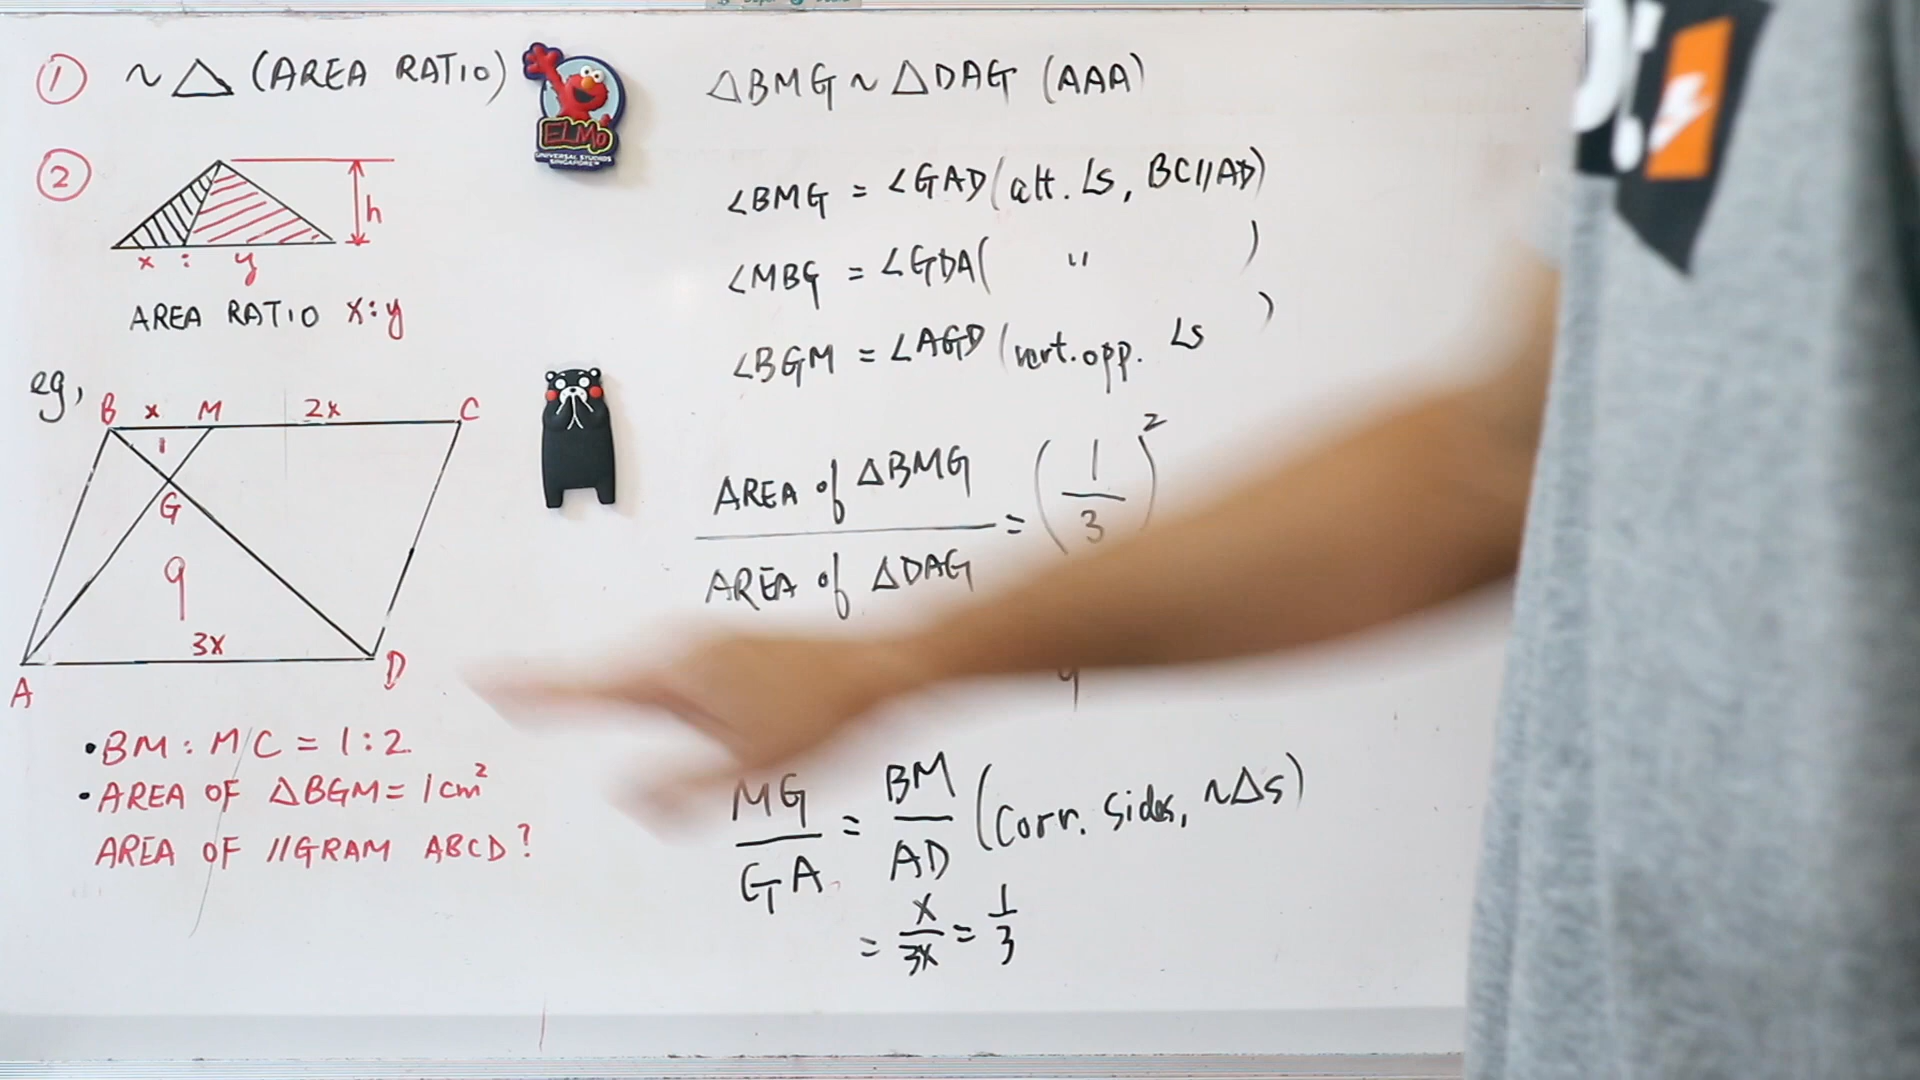 ① ~△ (AREA RATIO)
ELMO
UNIVERSAL STUDIOS
SINGAPORE
②
h
x : y
AREA RATIO x:y
eg,
B x M 2x C
1
G
9
3x
A D
• BM : MC = 1:2
• AREA OF △BGM = 1cm²
AREA OF //GRAM ABCD?
△BMG ~ △DAG (AAA)
∠BMG = ∠GAD (alt. ∠s, BC//AD)
∠MBG = ∠GDA ( " )
∠BGM = ∠AGD (vert. opp. ∠s )
AREA of △BMG / AREA of △DAG = (1/3)²
9
MG/GA = BM/AD (corr. sides, ~△s)
= x/3x = 1/3